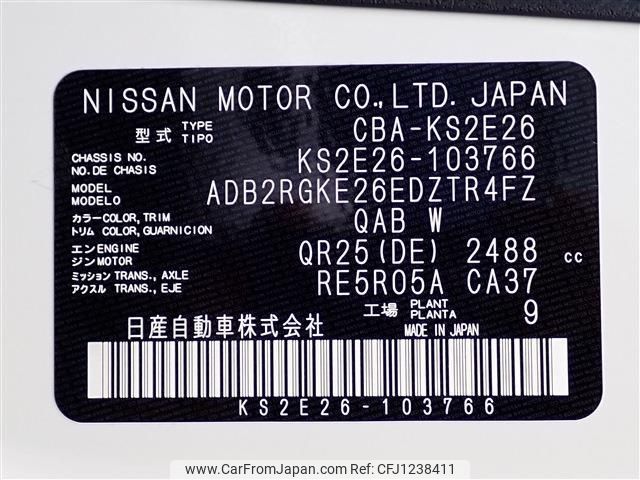 NISSAN MOTOR CO.,LTD. JAPAN
型式 TYPE TIPO CBA-KS2E26
CHASSIS NO. NO.DE CHASIS KS2E26-103766
MODEL MODELO ADB2RGKE26EDZTR4FZ
カラー COLOR, TRIM QAB W
トリム COLOR, GUARNICION
エンジン ENGINE MOTOR QR25(DE) 2488 cc
ミッション TRANS., AXLE RE5R05A CA37
アクスル TRANS., EJE
工場 PLANT PLANTA 9
日産自動車株式会社 MADE IN JAPAN
KS2E26-103766
www.CarFromJapan.com - CFJ1238411